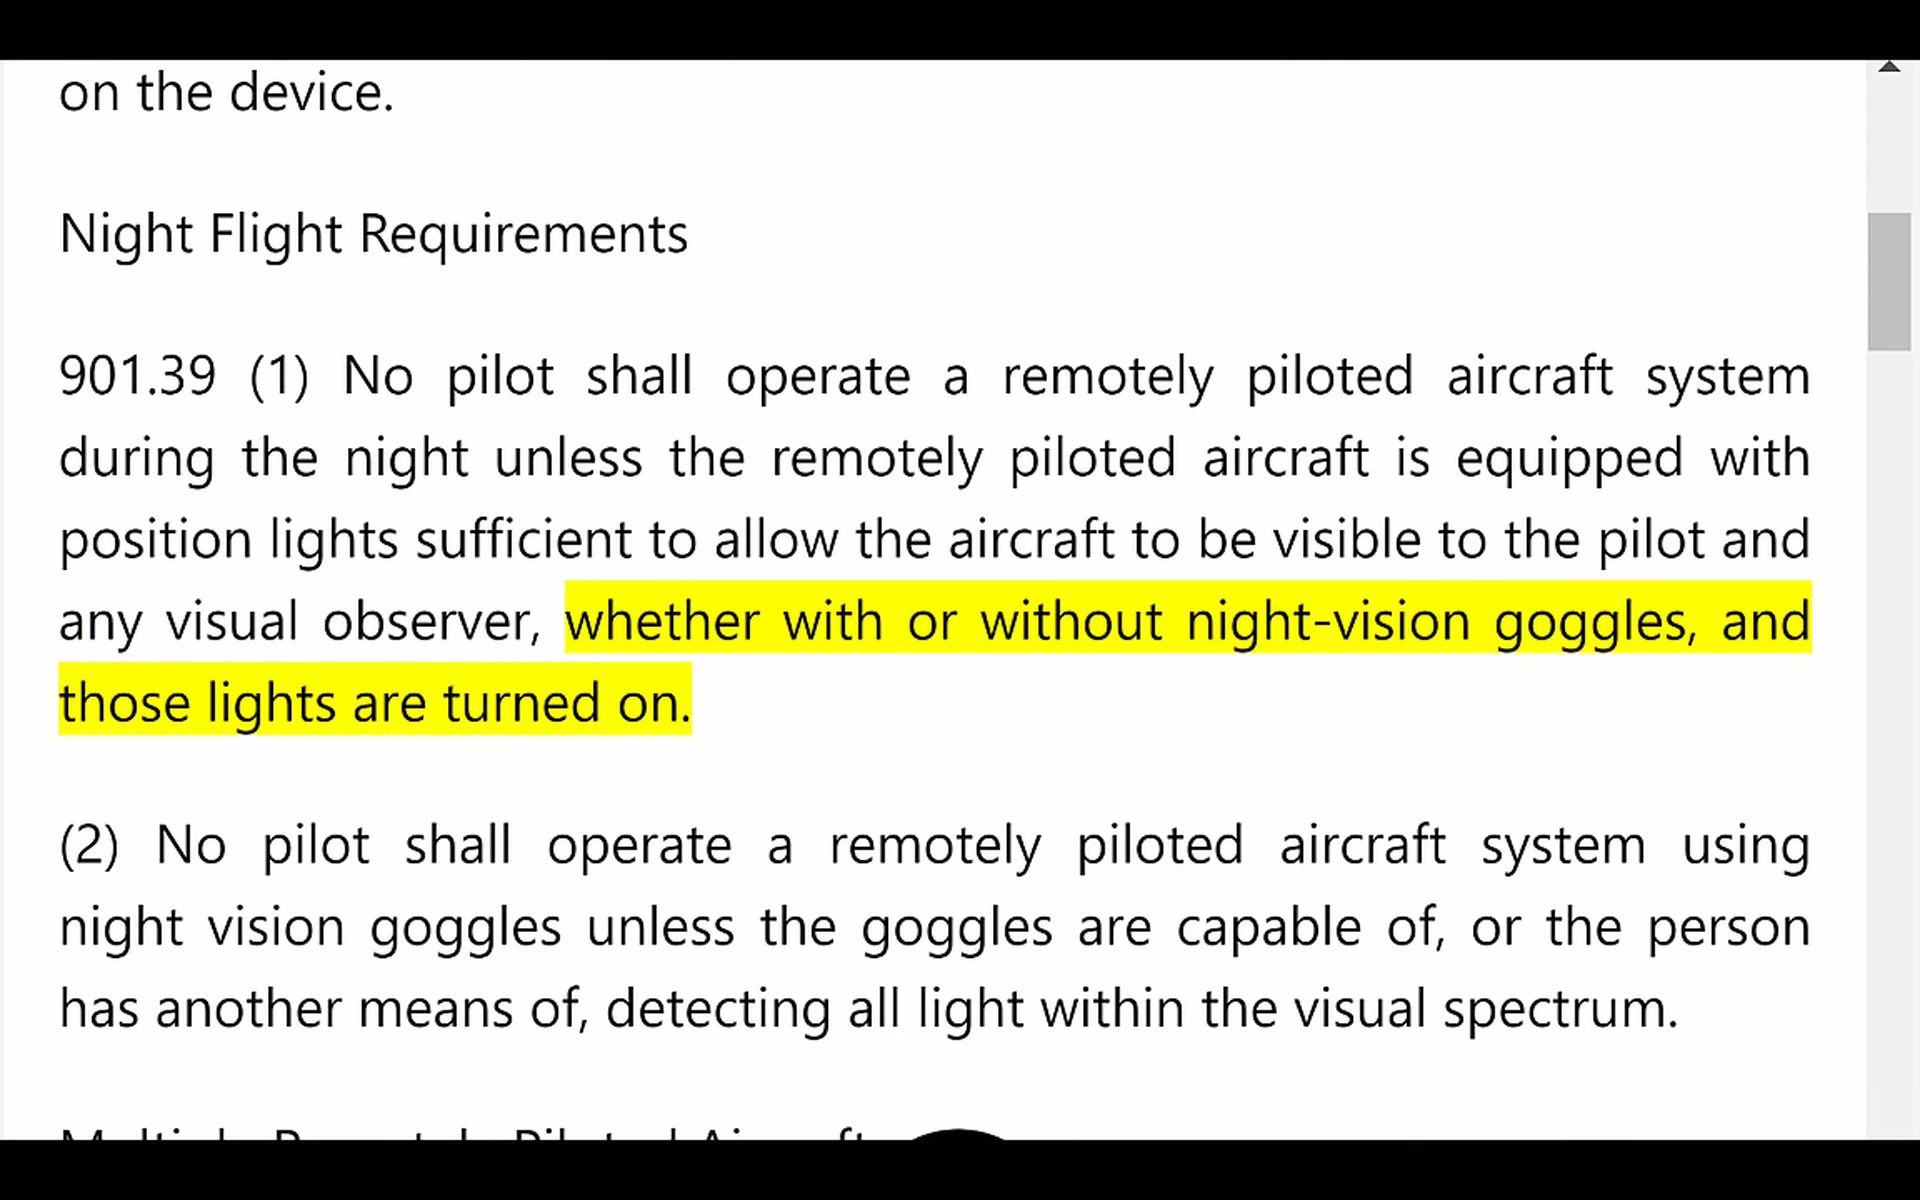 on the device.
Night Flight Requirements
901.39 (1) No pilot shall operate a remotely piloted aircraft system
during the night unless the remotely piloted aircraft is equipped with
position lights sufficient to allow the aircraft to be visible to the pilot and
any visual observer, whether with or without night-vision goggles, and
those lights are turned on.
(2) No pilot shall operate a remotely piloted aircraft system using
night vision goggles unless the goggles are capable of, or the person
has another means of, detecting all light within the visual spectrum.